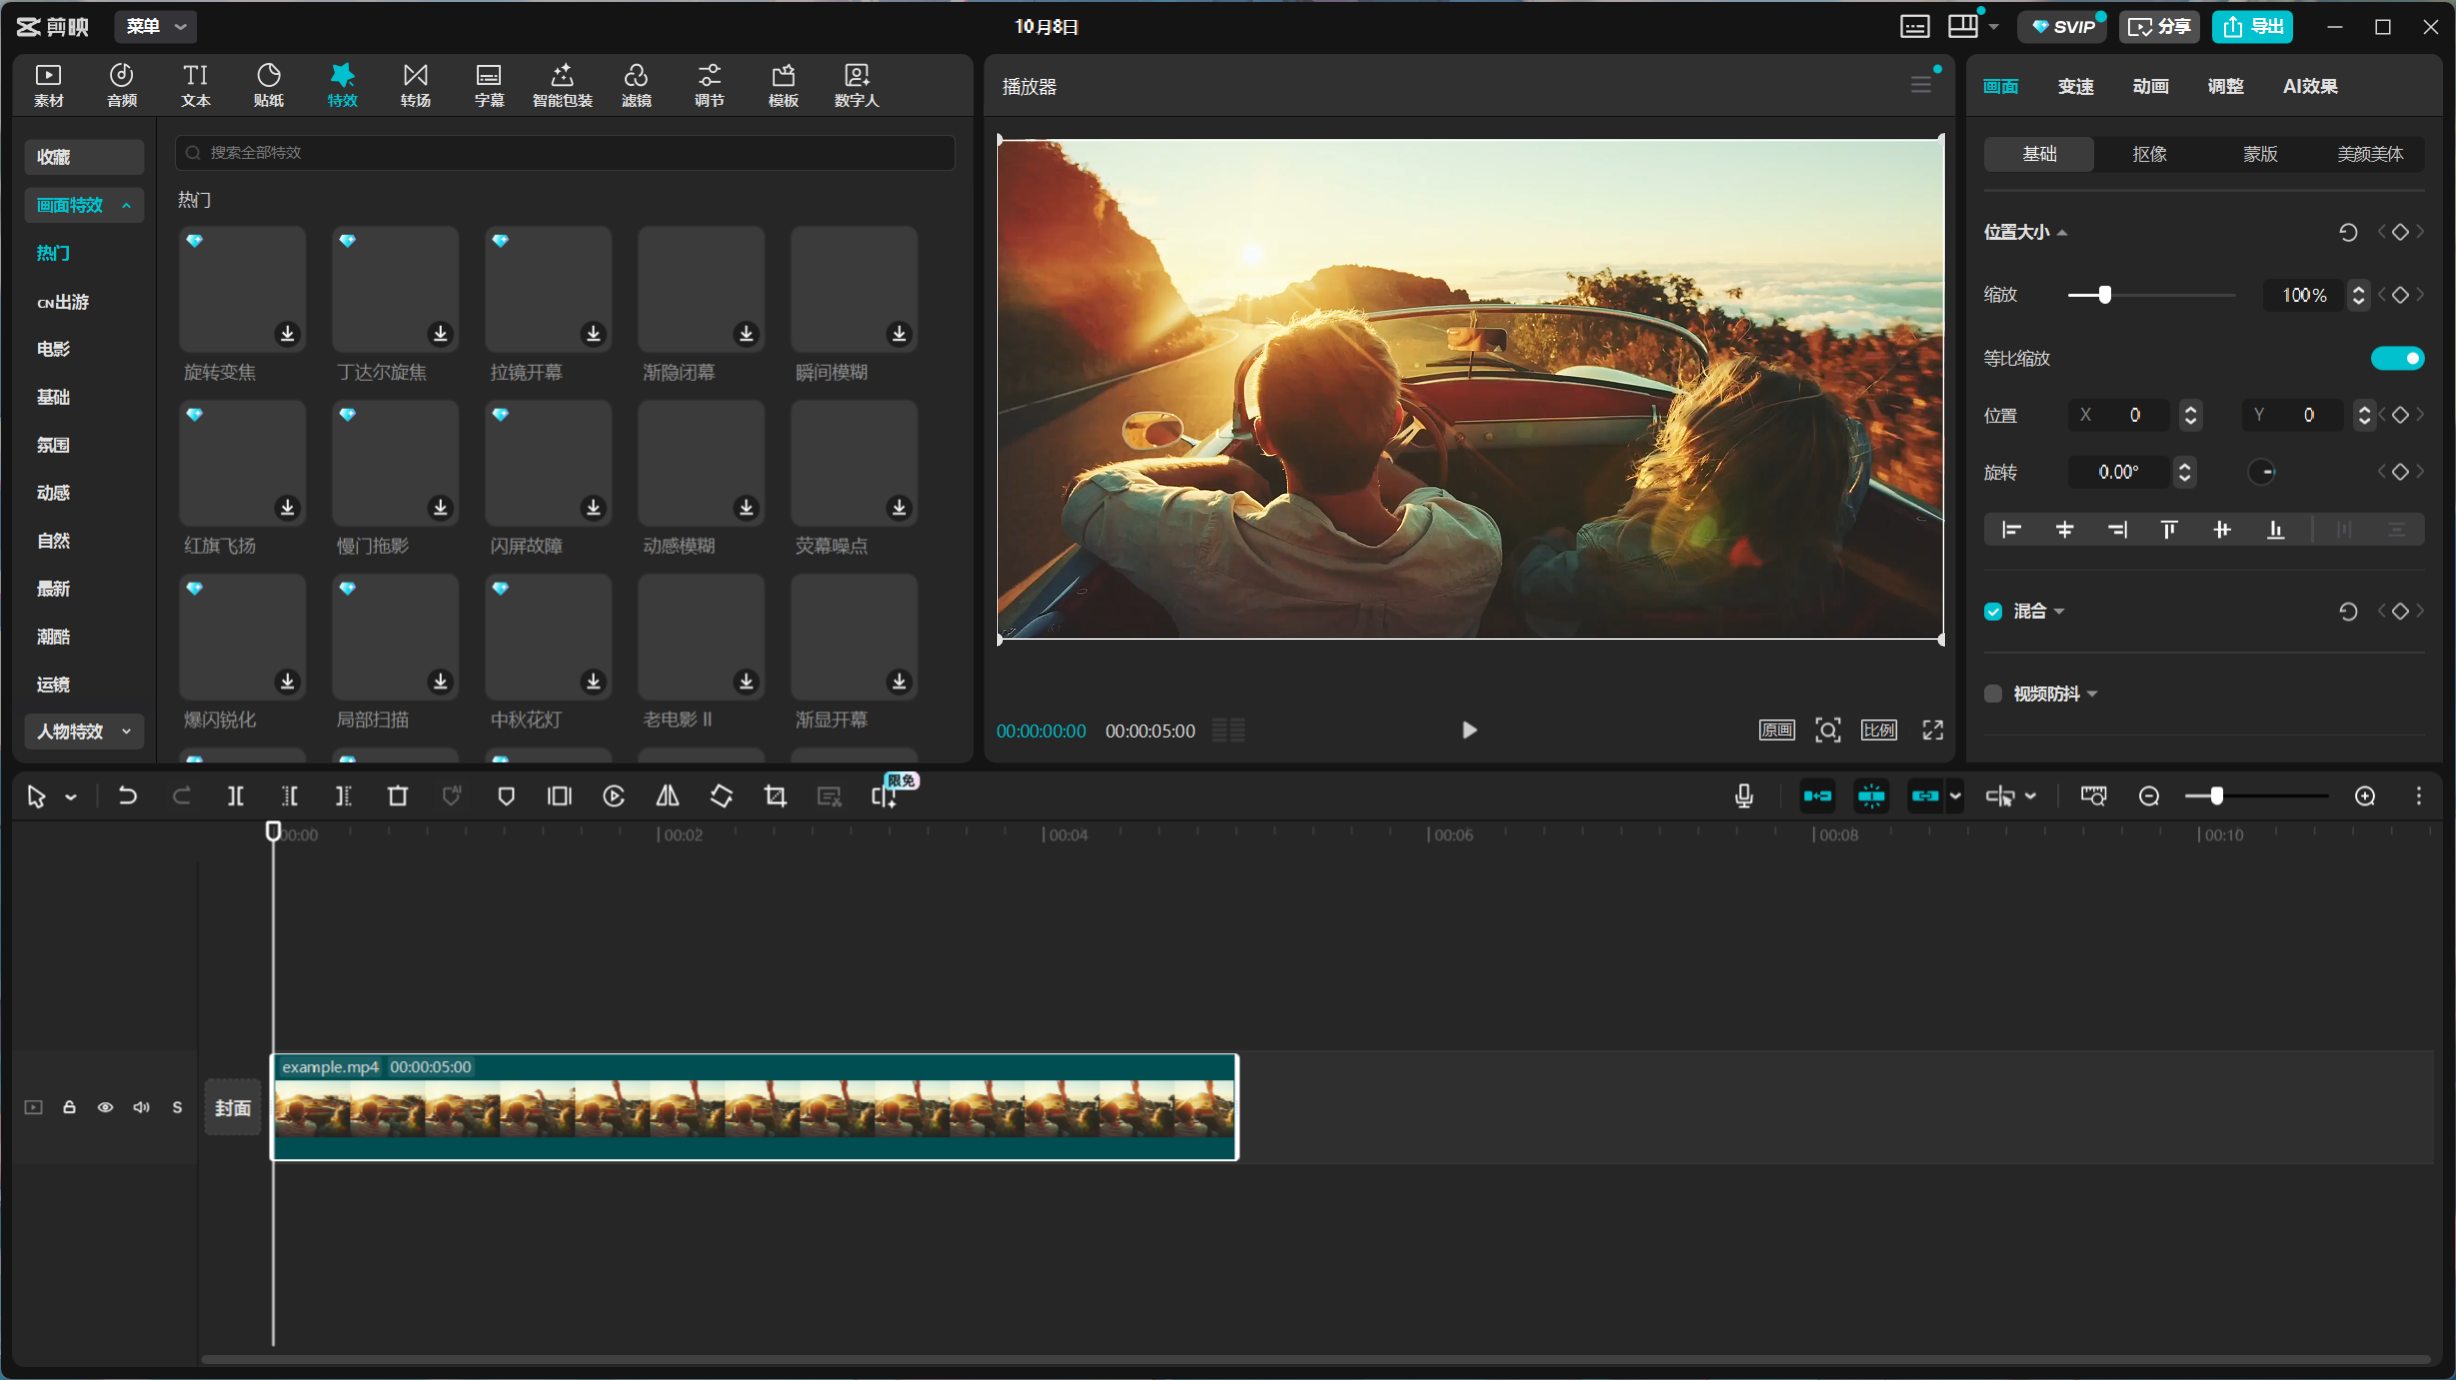 剪映 菜单 10月8日 SVIP 分享 导出
素材 音频 文本 贴纸 特效 转场 字幕 智能包装 滤镜 调节 模板 数字人
收藏
画面特效
热门
CN出游
电影
基础
氛围
动感
自然
最新
潮酷
运镜
人物特效
搜索全部特效
热门
旋转变焦 丁达尔旋焦 拉镜开幕 渐隐闭幕 瞬间模糊
红旗飞扬 慢门拖影 闪屏故障 动感模糊 荧幕噪点
爆闪锐化 局部扫描 中秋花灯 老电影 II 渐显开幕
播放器
00:00:00:00 00:00:05:00 原画 比例
画面 变速 动画 调整 AI效果
基础 抠像 蒙版 美颜美体
位置大小
缩放 100%
等比缩放
位置 X 0 Y 0
旋转 0.00°
混合
视频防抖
AI
限免
00:00 00:02 00:04 00:06 00:08 00:10
example.mp4 00:00:05:00
S 封面